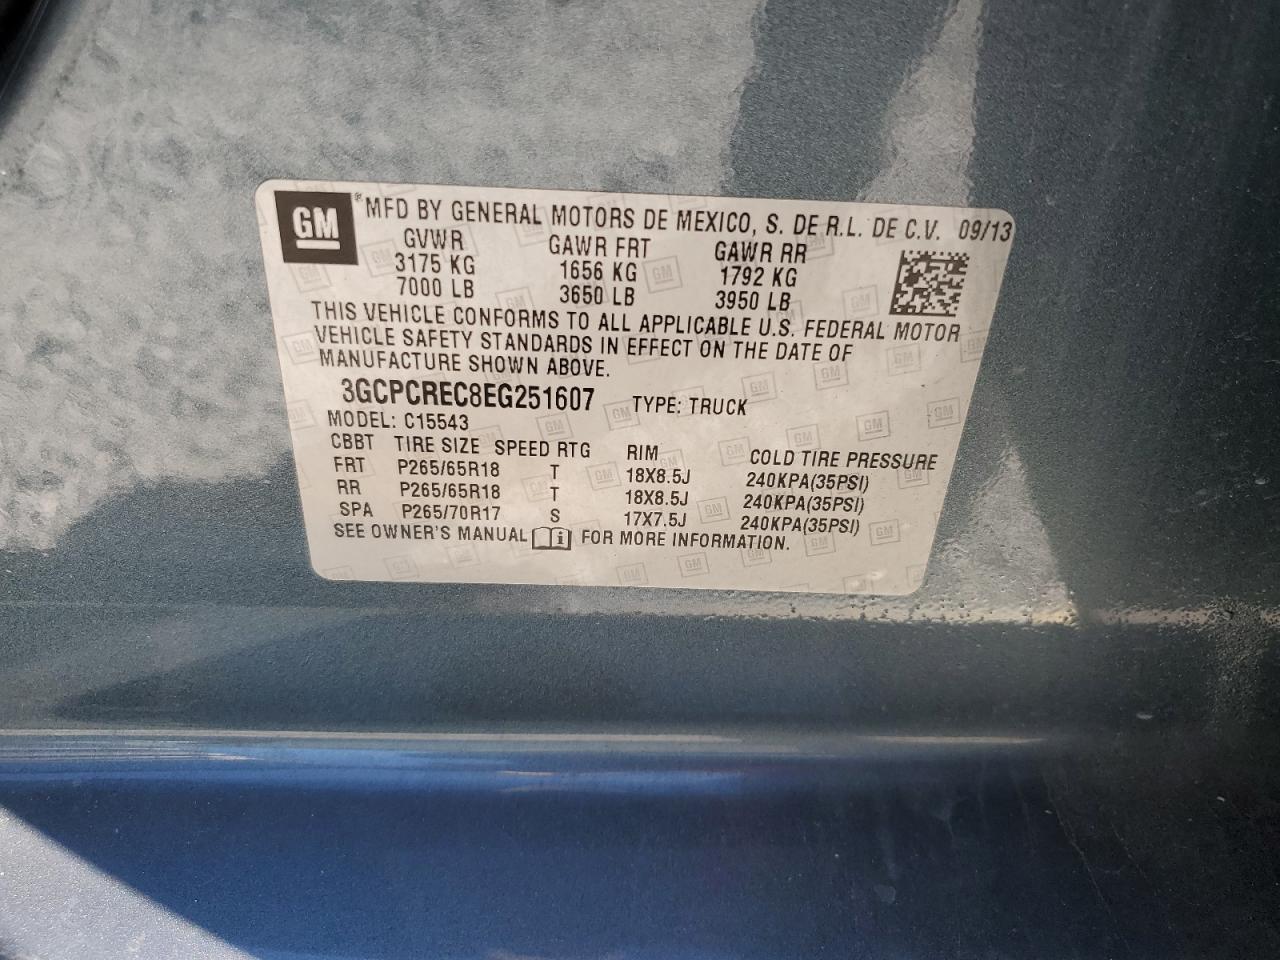 GM ® MFD BY GENERAL MOTORS DE MEXICO, S. DE R.L. DE C.V. 09/13
GVWR GAWR FRT GAWR RR
3175 KG 1656 KG 1792 KG
7000 LB 3650 LB 3950 LB
THIS VEHICLE CONFORMS TO ALL APPLICABLE U.S. FEDERAL MOTOR
VEHICLE SAFETY STANDARDS IN EFFECT ON THE DATE OF
MANUFACTURE SHOWN ABOVE.
3GCPCREC8EG251607 TYPE: TRUCK
MODEL: C15543
CBBT TIRE SIZE SPEED RTG RIM COLD TIRE PRESSURE
FRT P265/65R18 T 18X8.5J 240KPA(35PSI)
RR P265/65R18 T 18X8.5J 240KPA(35PSI)
SPA P265/70R17 S 17X7.5J 240KPA(35PSI)
SEE OWNER'S MANUAL i FOR MORE INFORMATION.